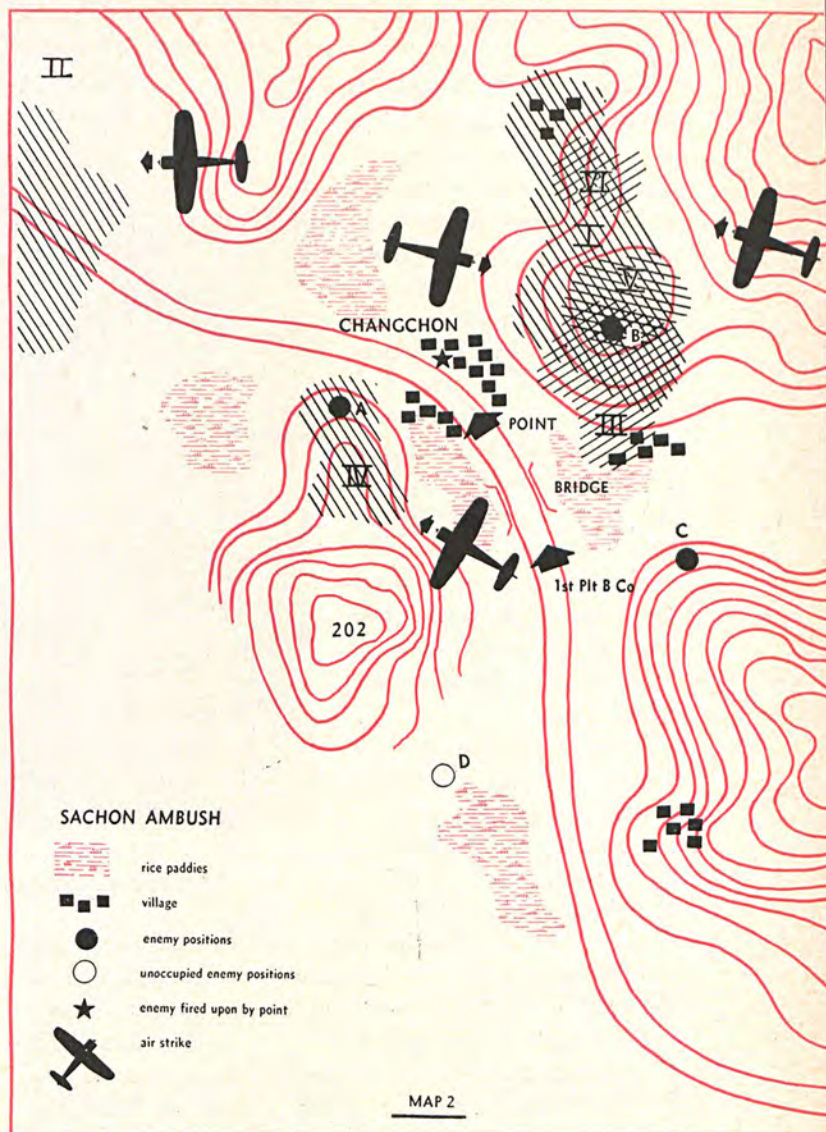 II
VI
I
V
CHANGCHON
B
A
POINT
III
IV
BRIDGE
C
1st Plt B Co
202
D
SACHON AMBUSH
rice paddies
village
enemy positions
unoccupied enemy positions
enemy fired upon by point
air strike
MAP 2